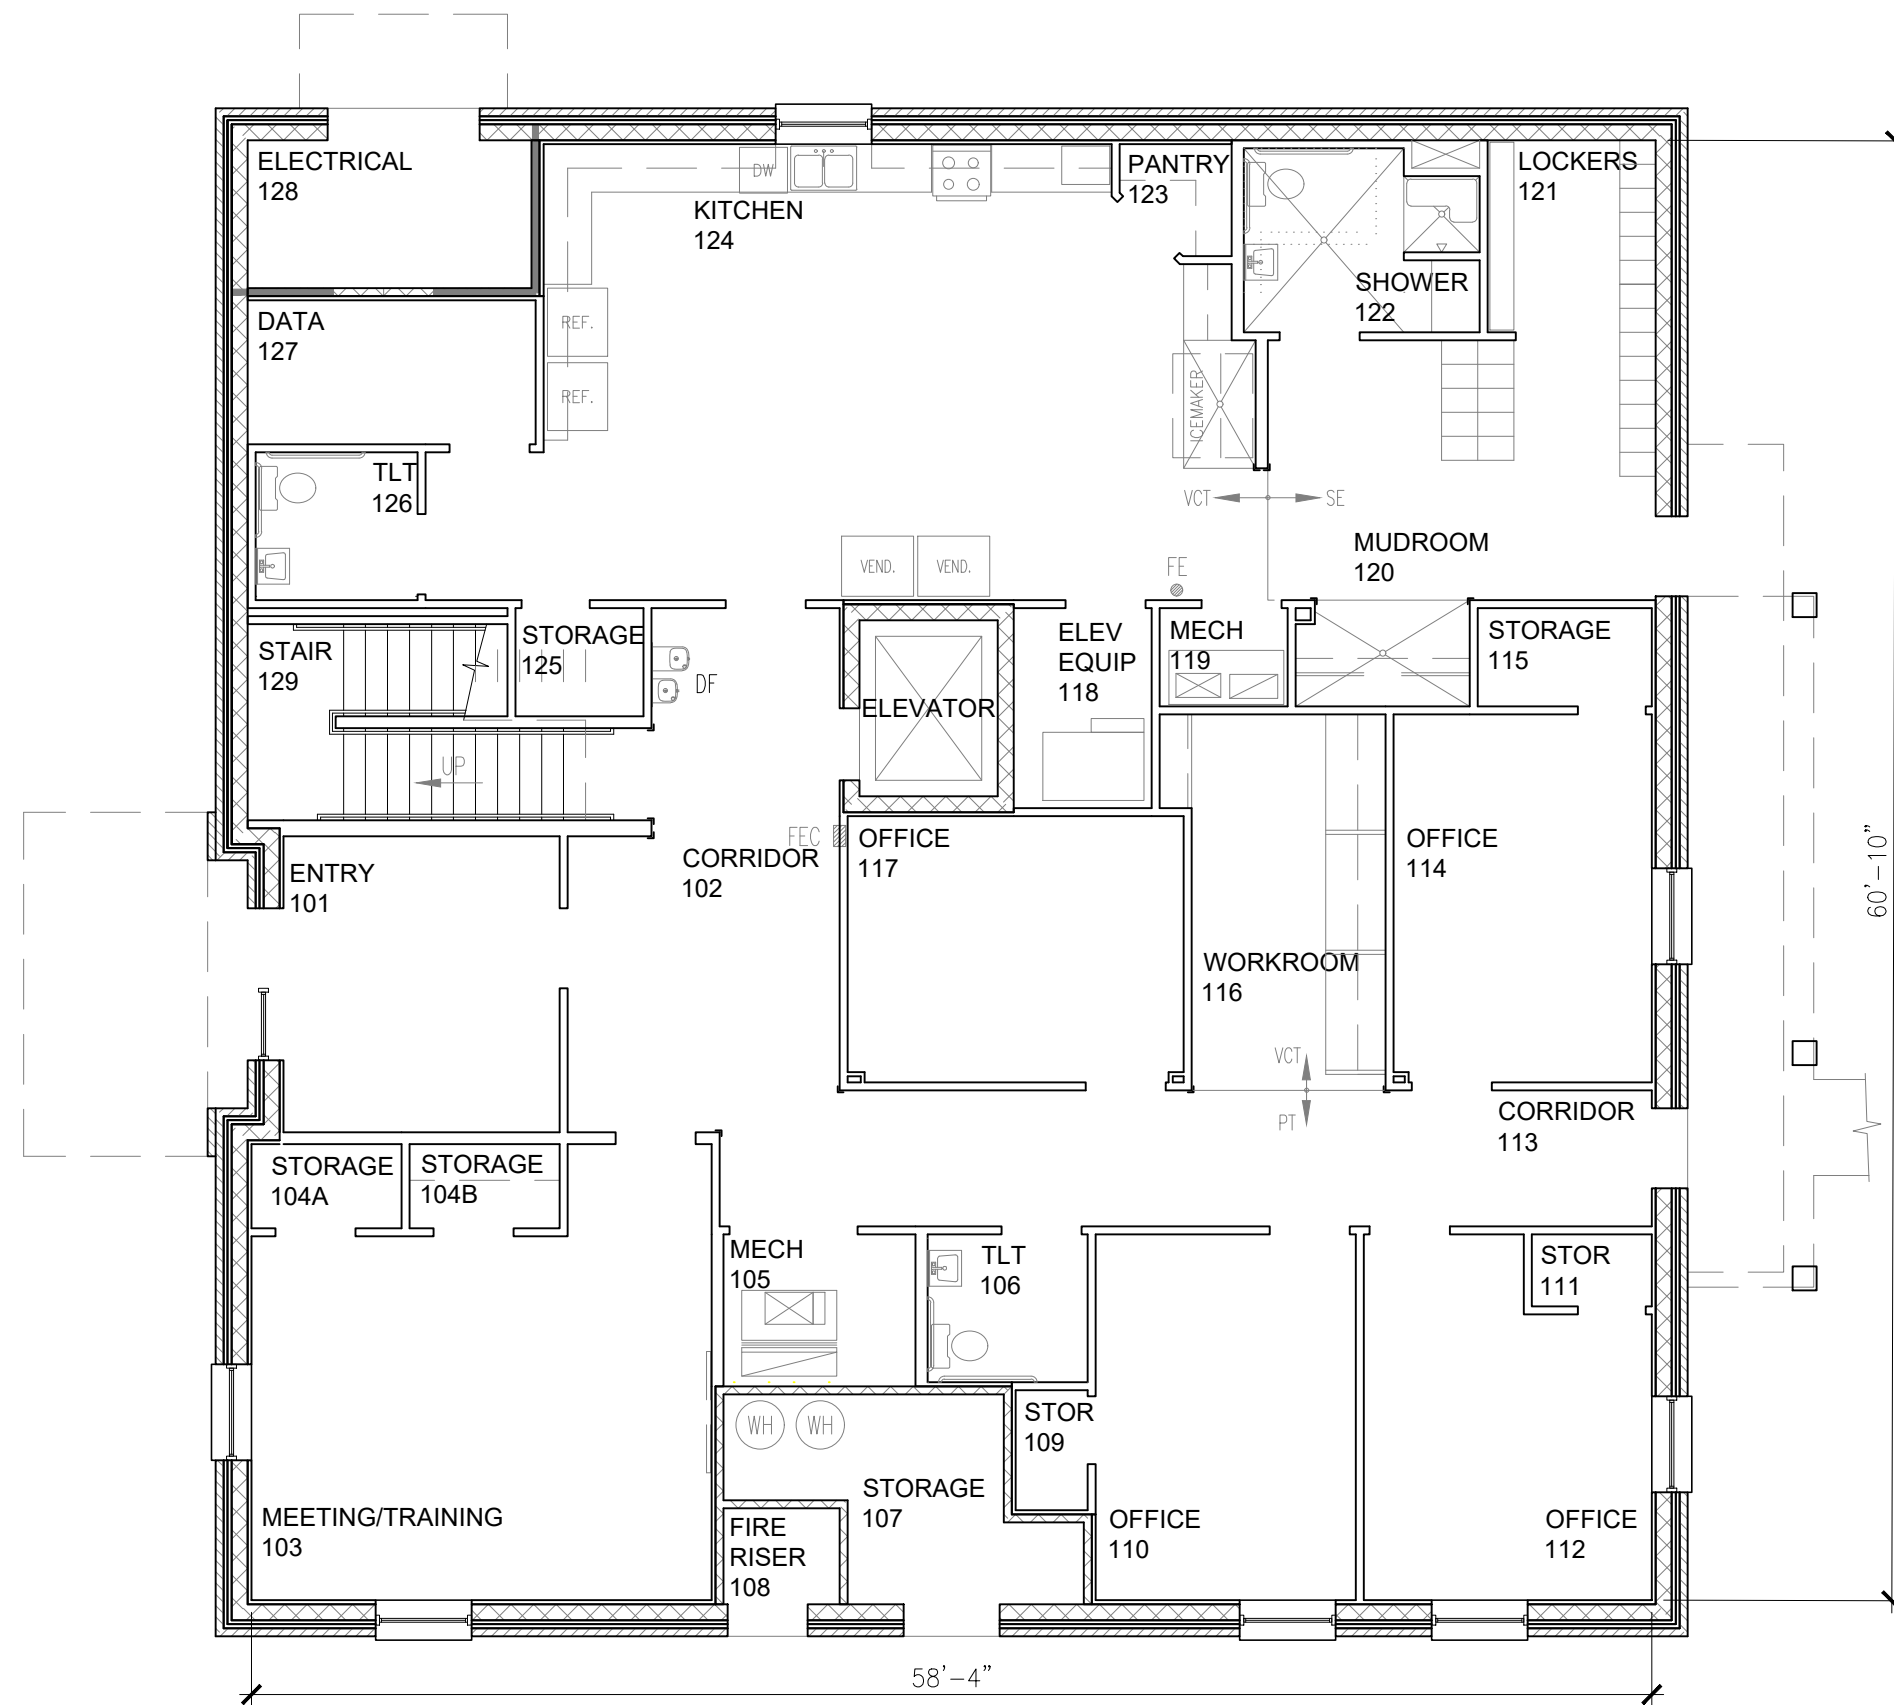 ELECTRICAL
128
DW
KITCHEN
124
PANTRY
123
LOCKERS
121
SHOWER
122
DATA
127
REF.
REF.
ICEMAKER
TLT
126
VCT
SE
MUDROOM
120
VEND.
VEND.
FE
STAIR
129
STORAGE
125
DF
ELEVATOR
ELEV
EQUIP
118
MECH
119
STORAGE
115
UP
FEC
CORRIDOR
102
OFFICE
117
OFFICE
114
60'-10"
ENTRY
101
WORKROOM
116
VCT
PT
CORRIDOR
113
STORAGE
104A
STORAGE
104B
MECH
105
TLT
106
STOR
111
WH
WH
STOR
109
STORAGE
107
MEETING/TRAINING
103
FIRE
RISER
108
OFFICE
110
OFFICE
112
58'-4"